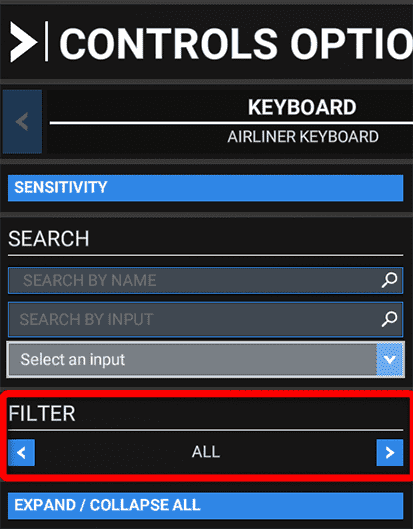 CONTROLS OPTIO
KEYBOARD
AIRLINER KEYBOARD
SENSITIVITY
SEARCH
SEARCH BY NAME
SEARCH BY INPUT
Select an input
FILTER
ALL
EXPAND / COLLAPSE ALL